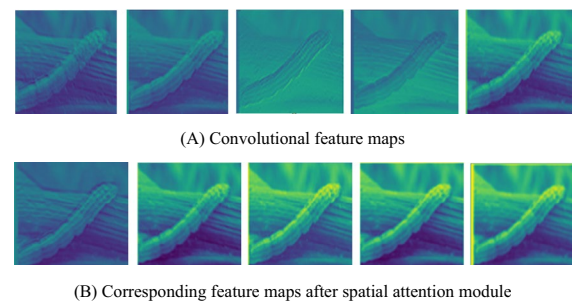 (A) Convolutional feature maps
(B) Corresponding feature maps after spatial attention module